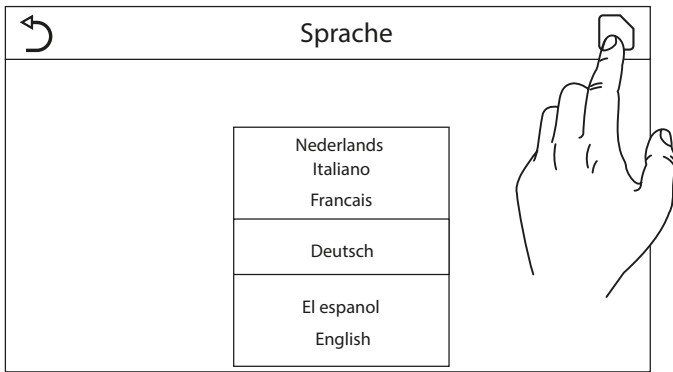 Sprache
Nederlands
Italiano
Francais
Deutsch
El espanol
English